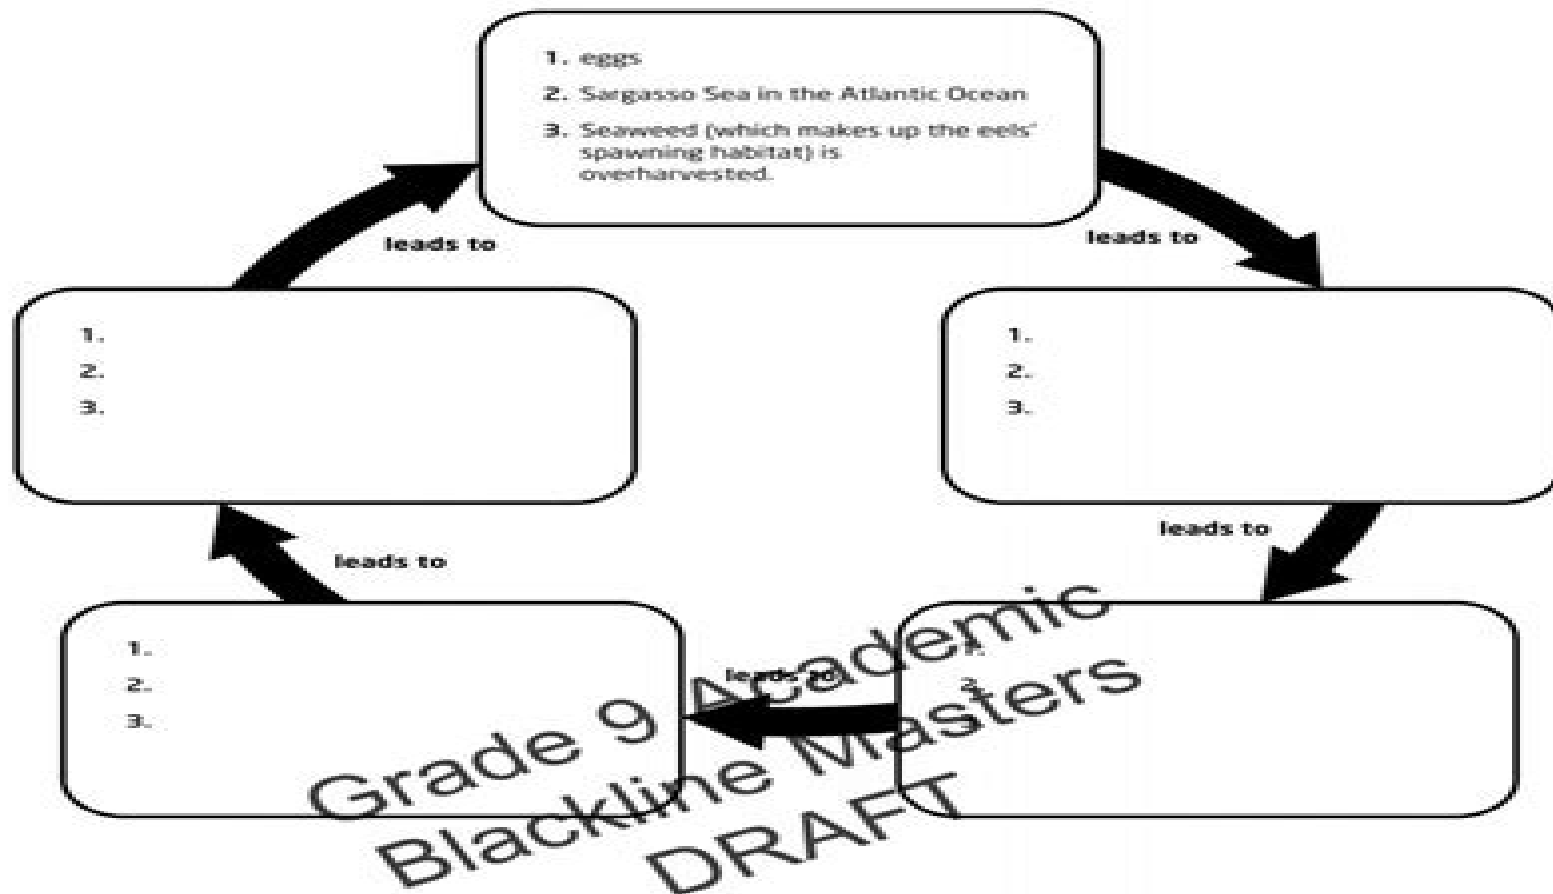 1. eggs
2. Sargasso Sea in the Atlantic Ocean
3. Seaweed (which makes up the eels'
spawning habitat) is
overharvested.
leads to
leads to
1.
2.
3.
1.
2.
3.
leads to
leads to
1.
2.
3.
leads to
1.
2.
Grade 9 Academic
Blackline Masters
DRAFT